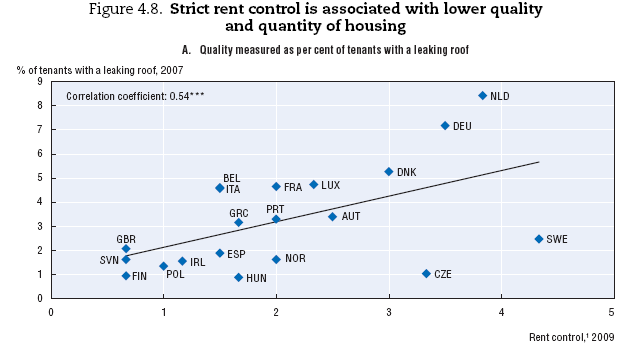 Figure 4.8. Strict rent control is associated with lower quality
and quantity of housing
A. Quality measured as per cent of tenants with a leaking roof
% of tenants with a leaking roof, 2007
9
Correlation coefficient: 0.54***
NLD
8
DEU
7
6
DNK
5
BEL
ITA
FRA
LUX
4
GRC
PRT
AUT
3
GBR
SWE
2
SVN
IRL
ESP
NOR
1
FIN
POL
HUN
CZE
0
0 1 2 3 4 5
Rent control,¹ 2009